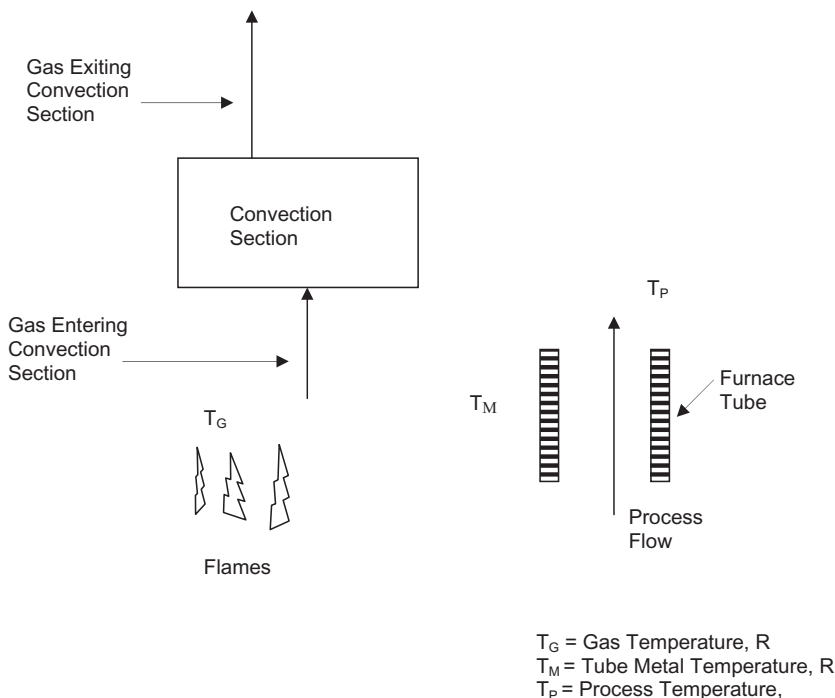 Gas Exiting
Convection
Section
Convection
Section
T_P
Gas Entering
Convection
Section
Furnace
Tube
T_M
T_G
Process
Flow
Flames
T_G = Gas Temperature, R
T_M = Tube Metal Temperature, R
T_P = Process Temperature,